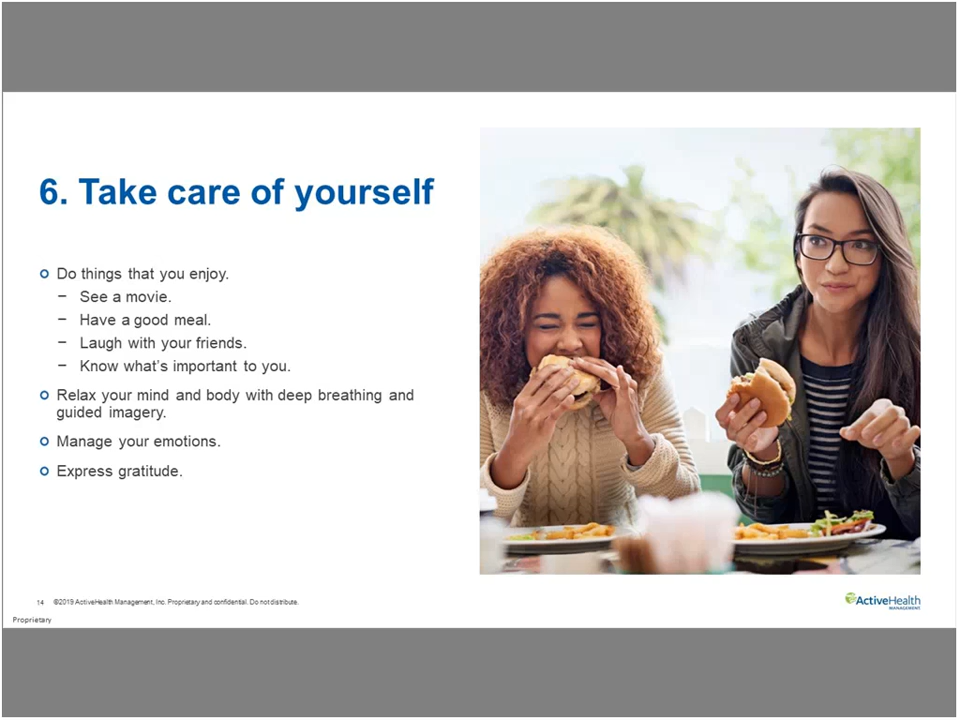 6. Take care of yourself
Do things that you enjoy.
− See a movie.
− Have a good meal.
− Laugh with your friends.
− Know what’s important to you.
Relax your mind and body with deep breathing and
guided imagery.
Manage your emotions.
Express gratitude.
14 ©2019 ActiveHealth Management, Inc. Proprietary and confidential. Do not distribute.
ActiveHealth
MANAGEMENT
Proprietary